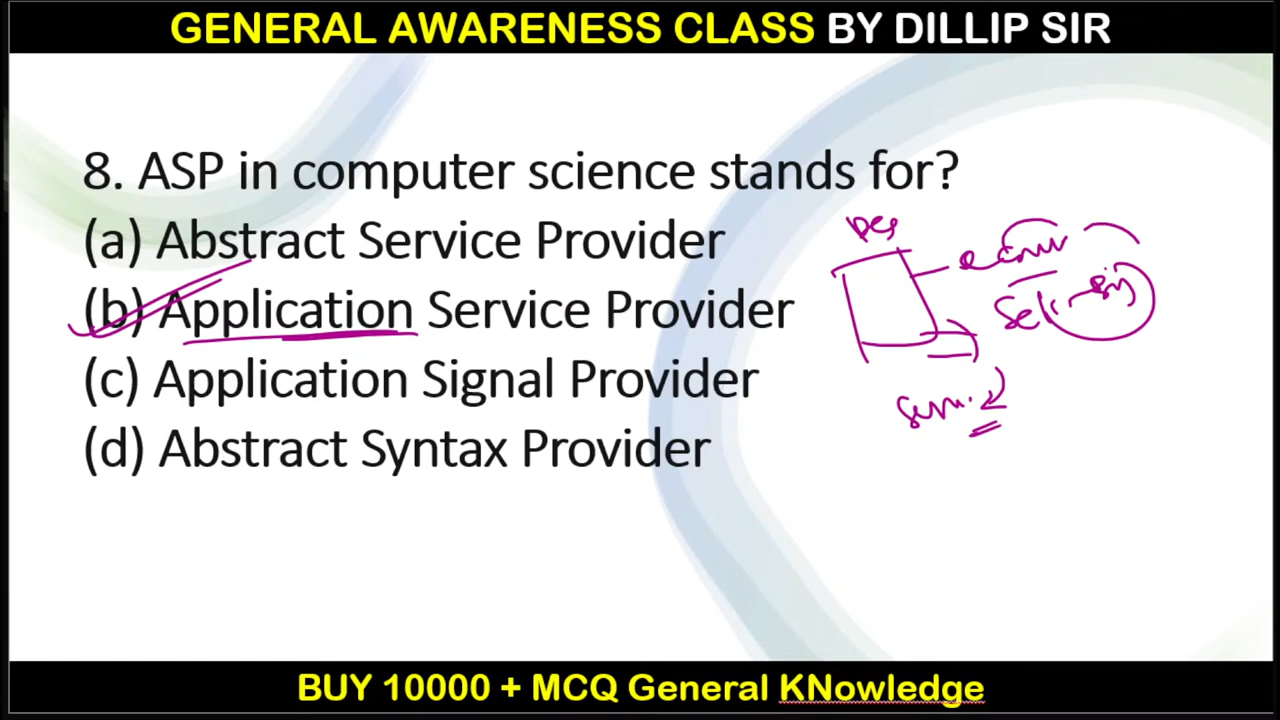 GENERAL AWARENESS CLASS BY DILLIP SIR
8. ASP in computer science stands for?
(a) Abstract Service Provider
(b) Application Service Provider
(c) Application Signal Provider
(d) Abstract Syntax Provider
BUY 10000 + MCQ General KNowledge